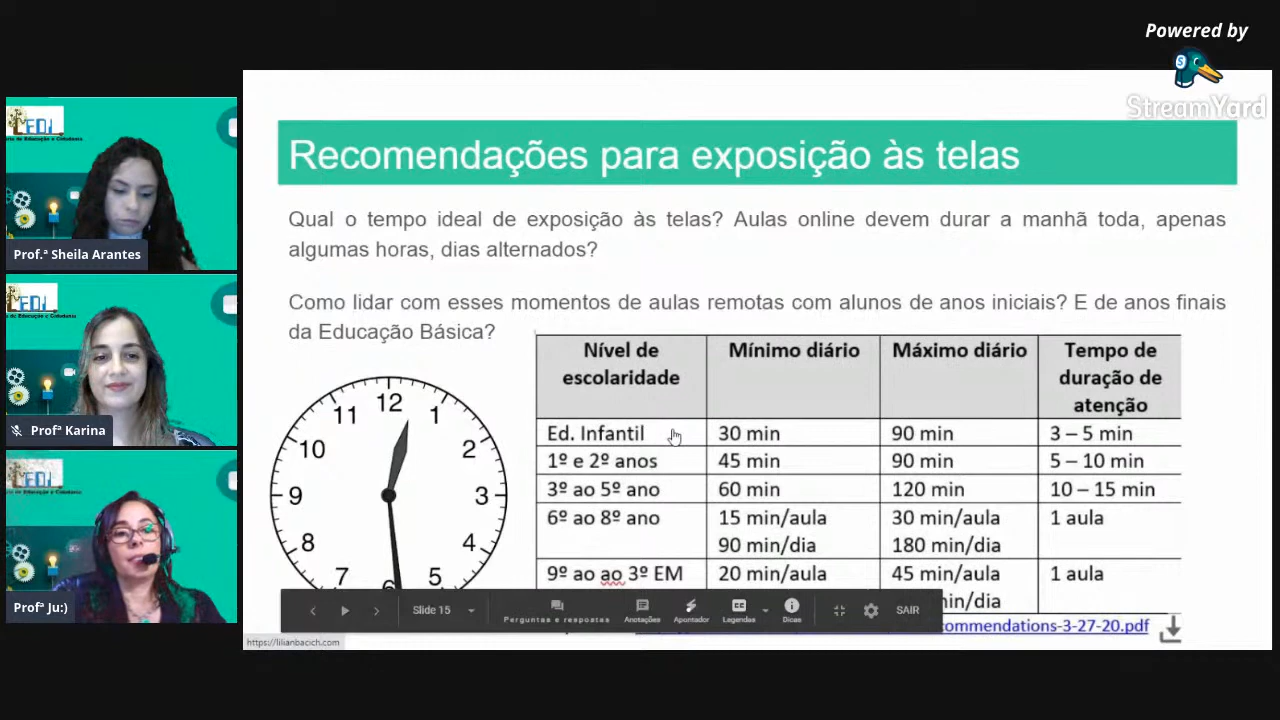 Powered by
StreamYard
Recomendações para exposição às telas
Qual o tempo ideal de exposição às telas? Aulas online devem durar a manhã toda, apenas
algumas horas, dias alternados?
Como lidar com esses momentos de aulas remotas com alunos de anos iniciais? E de anos finais
da Educação Básica?
Nível de escolaridade Mínimo diário Máximo diário Tempo de duração de atenção
Ed. Infantil 30 min 90 min 3 – 5 min
1º e 2º anos 45 min 90 min 5 – 10 min
3º ao 5º ano 60 min 120 min 10 – 15 min
6º ao 8º ano 15 min/aula 30 min/aula 1 aula
90 min/dia 180 min/dia
9º ao ao 3º EM 20 min/aula 45 min/aula 1 aula
min/dia
commendations-3-27-20.pdf
12
1
2
3
4
5
7
8
9
10
11
Slide 15
Perguntas e respostas
Anotações
Apontador
Legendas
Dicas
SAIR
https://lilianbacich.com
Prof.ª Sheila Arantes
Profª Karina
Profª Ju:)